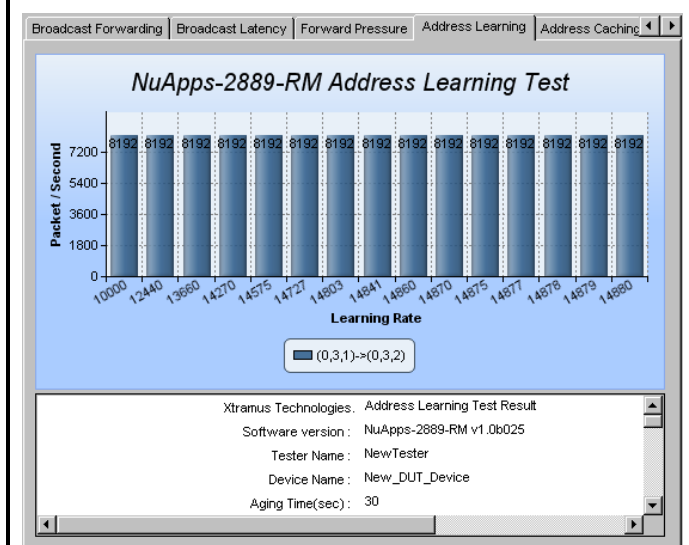 Broadcast Forwarding Broadcast Latency Forward Pressure Address Learning Address Caching
NuApps-2889-RM Address Learning Test
Packet / Second
7200
5400
3600
1800
0
8192 8192 8192 8192 8192 8192 8192 8192 8192 8192 8192 8192 8192 8192 8192
10000 12440 13660 14270 14575 14727 14803 14841 14860 14870 14875 14877 14878 14879 14880
Learning Rate
(0,3,1)->(0,3,2)
Xtramus Technologies. Address Learning Test Result
Software version : NuApps-2889-RM v1.0b025
Tester Name : NewTester
Device Name : New_DUT_Device
Aging Time(sec) : 30